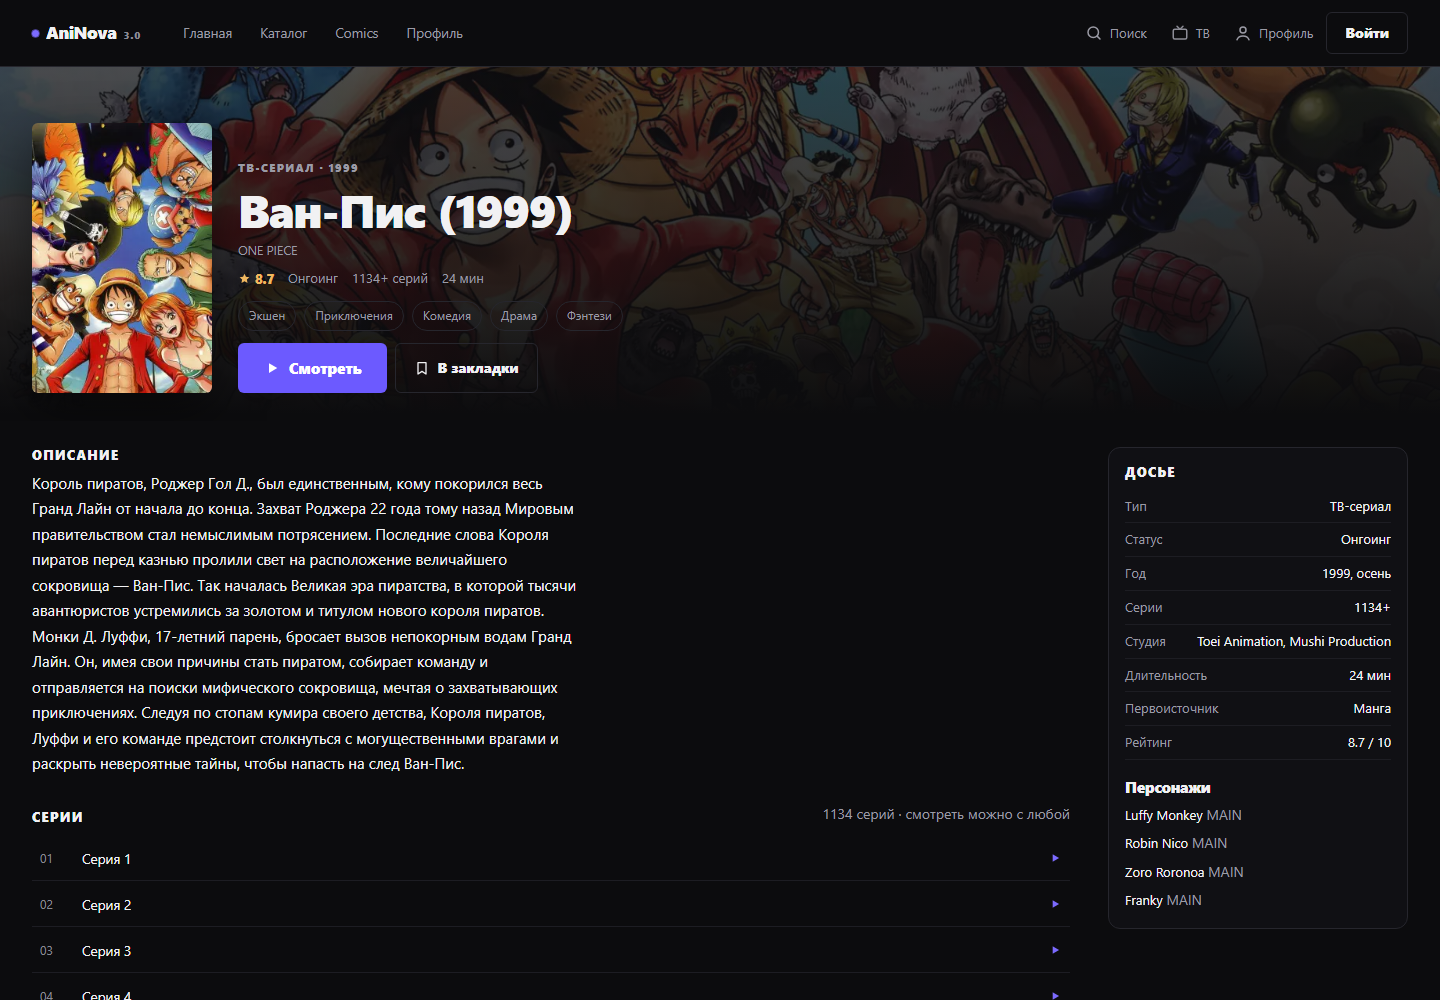 AniNova 3.0
Главная
Каталог
Comics
Профиль
Поиск
ТВ
Профиль
Войти
ТВ-СЕРИАЛ · 1999
Ван-Пис (1999)
ONE PIECE
★ 8.7 Онгоинг 1134+ серий 24 мин
Экшен
Приключения
Комедия
Драма
Фэнтези
Смотреть
В закладки
ОПИСАНИЕ
Король пиратов, Роджер Гол Д., был единственным, кому покорился весь
Гранд Лайн от начала до конца. Захват Роджера 22 года тому назад Мировым
правительством стал немыслимым потрясением. Последние слова Короля
пиратов перед казнью пролили свет на расположение величайшего
сокровища — Ван-Пис. Так началась Великая эра пиратства, в которой тысячи
авантюристов устремились за золотом и титулом нового короля пиратов.
Монки Д. Луффи, 17-летний парень, бросает вызов непокорным водам Гранд
Лайн. Он, имея свои причины стать пиратом, собирает команду и
отправляется на поиски мифического сокровища, мечтая о захватывающих
приключениях. Следуя по стопам кумира своего детства, Короля пиратов,
Луффи и его команде предстоит столкнуться с могущественными врагами и
раскрыть невероятные тайны, чтобы напасть на след Ван-Пис.
СЕРИИ
1134 серий · смотреть можно с любой
01 Серия 1
02 Серия 2
03 Серия 3
04 Серия 4
ДОСЬЕ
Тип ТВ-сериал
Статус Онгоинг
Год 1999, осень
Серии 1134+
Студия Toei Animation, Mushi Production
Длительность 24 мин
Первоисточник Манга
Рейтинг 8.7 / 10
Персонажи
Luffy Monkey MAIN
Robin Nico MAIN
Zoro Roronoa MAIN
Franky MAIN